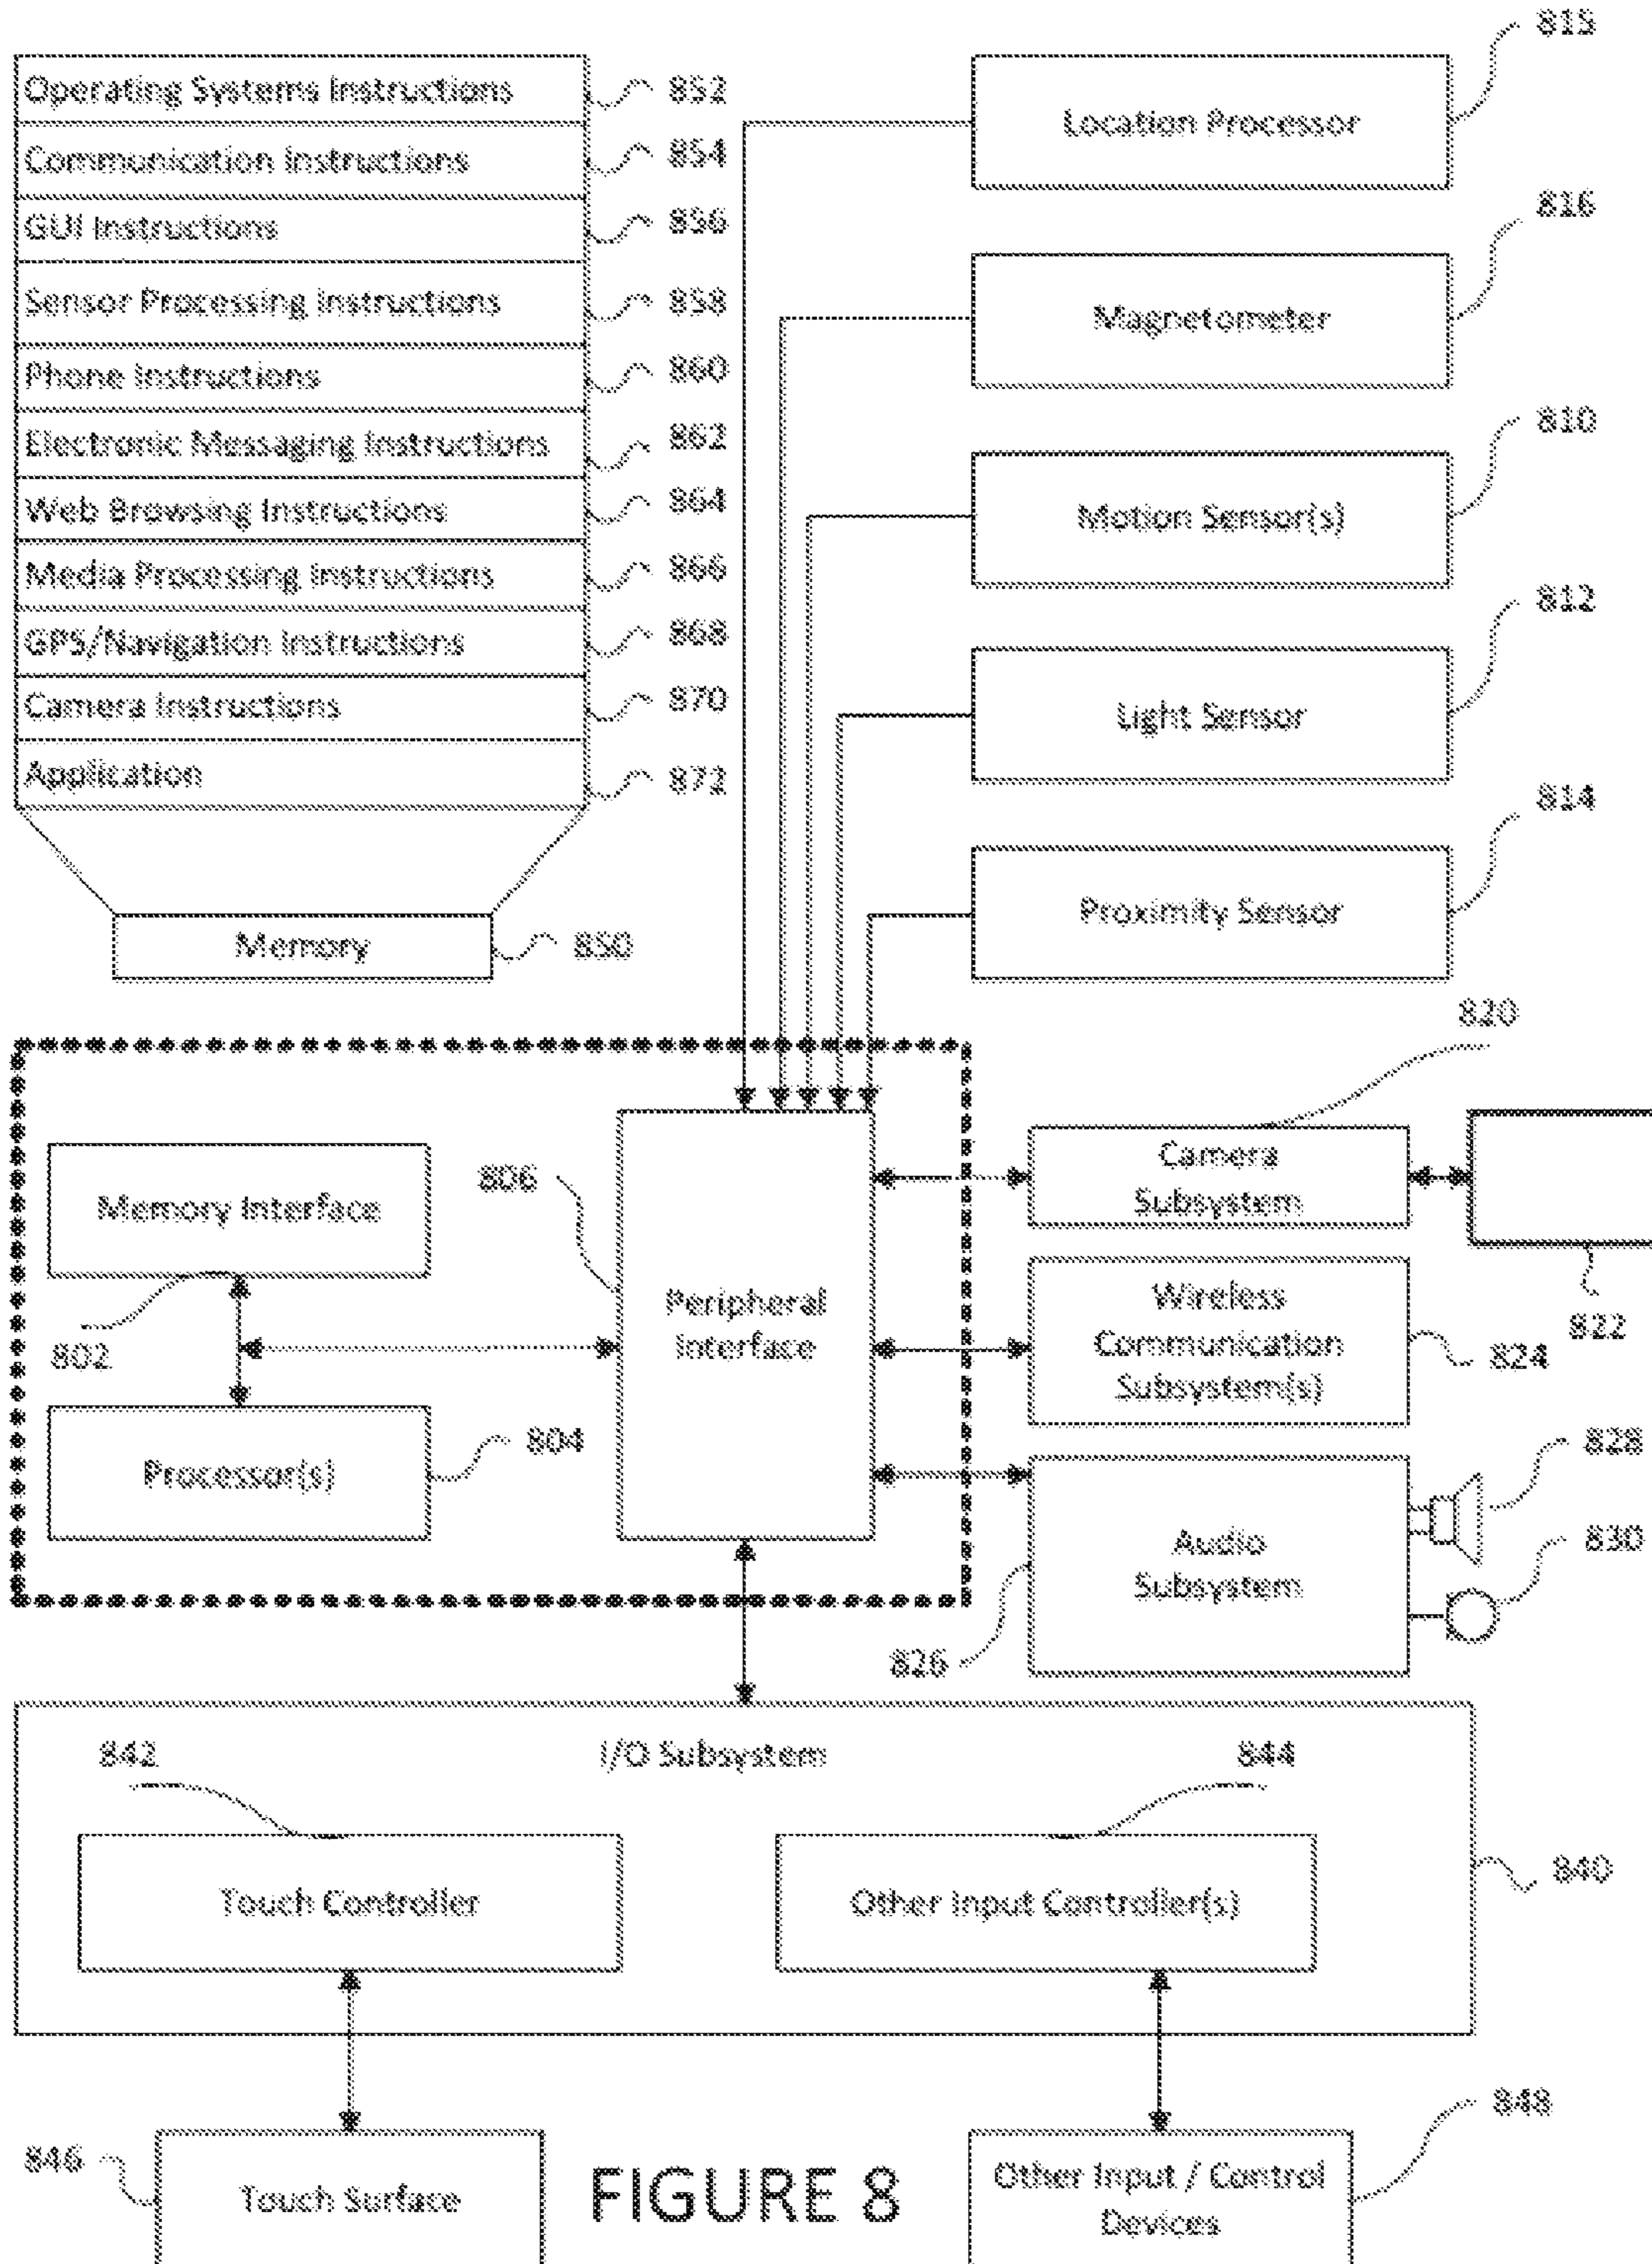 815
Operating Systems Instructions
852
Location Processor
Communication Instructions
854
816
GUI Instructions
856
Sensor Processing Instructions
858
Magnetometer
Phone Instructions
860
810
Electronic Messaging Instructions
862
Web Browsing Instructions
864
Motion Sensor(s)
Media Processing Instructions
866
812
GPS/Navigation Instructions
868
Camera Instructions
870
Light Sensor
Application
872
814
Memory
850
Proximity Sensor
820
Memory Interface
806
Camera
Subsystem
Peripheral
Interface
Wireless
Communication
Subsystem(s)
822
802
824
Processor(s)
804
828
Audio
Subsystem
830
826
842
I/O Subsystem
844
Touch Controller
Other Input Controller(s)
840
848
846
Touch Surface
FIGURE 8
Other Input / Control
Devices